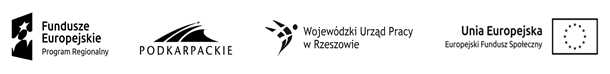 Fundusze
Europejskie
Program Regionalny
PODKARPACKIE
Wojewódzki Urząd Pracy
w Rzeszowie
Unia Europejska
Europejski Fundusz Społeczny